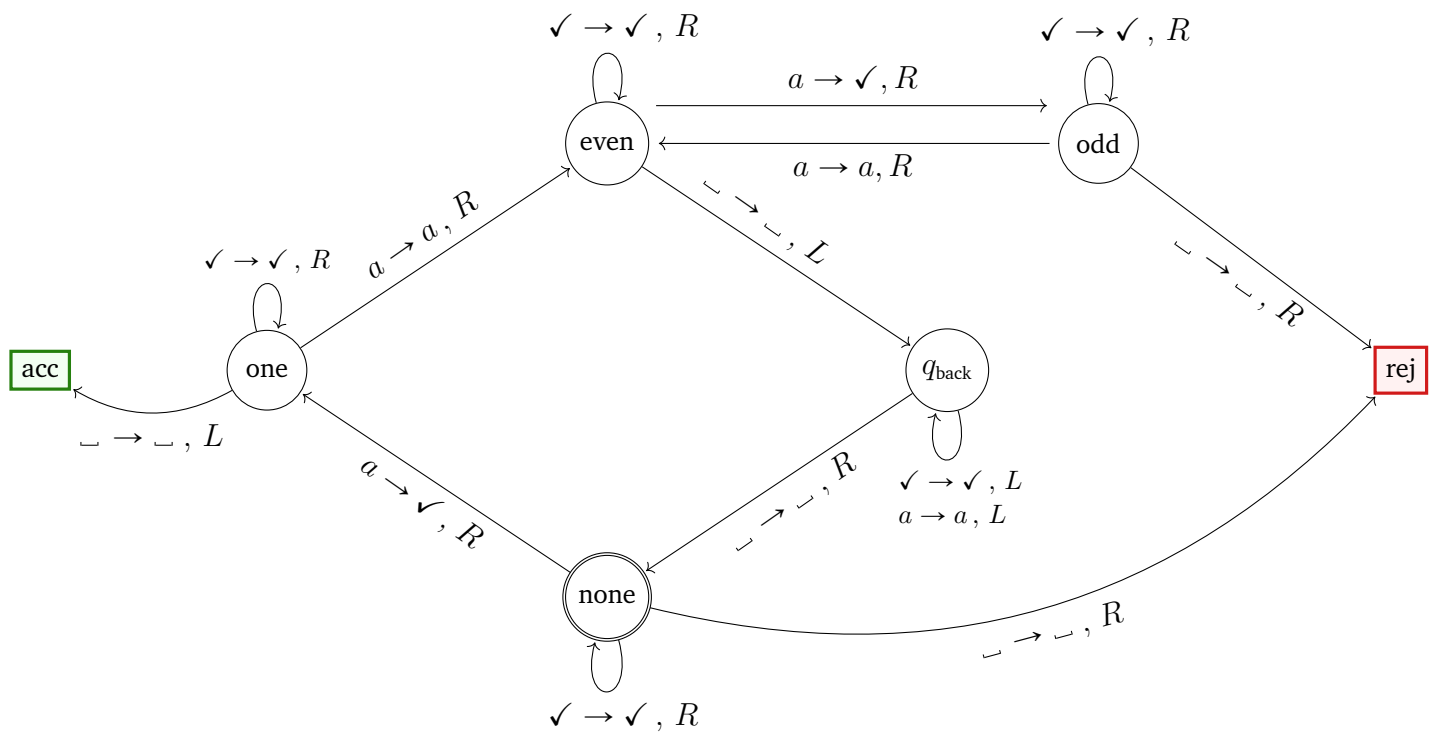 ✓ → ✓ , R
✓ → ✓ , R
a → ✓, R
even
odd
a → a, R
a → a , R
␣ → ␣ , L
✓ → ✓ , R
␣ → ␣ , R
acc
one
q_back
rej
␣ → ␣ , L
a → ✓, R
␣ → ␣ , R
✓ → ✓ , L
a → a , L
none
␣ → ␣ , R
✓ → ✓ , R